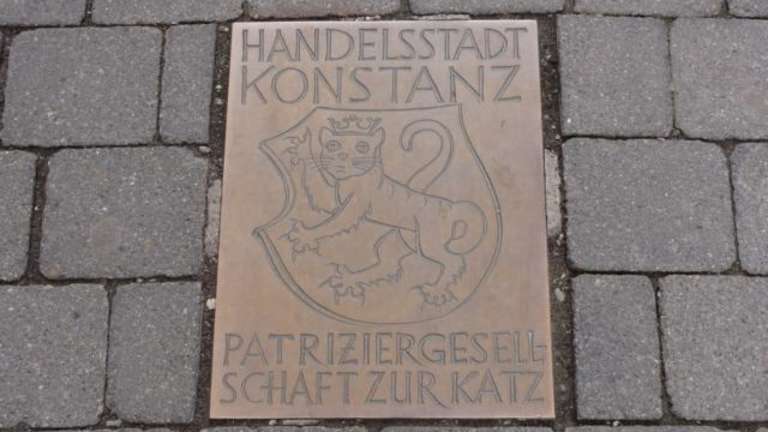 HANDELSSTADT
KONSTANZ
PATRIZIERGESELL-
SCHAFT ZUR KATZ